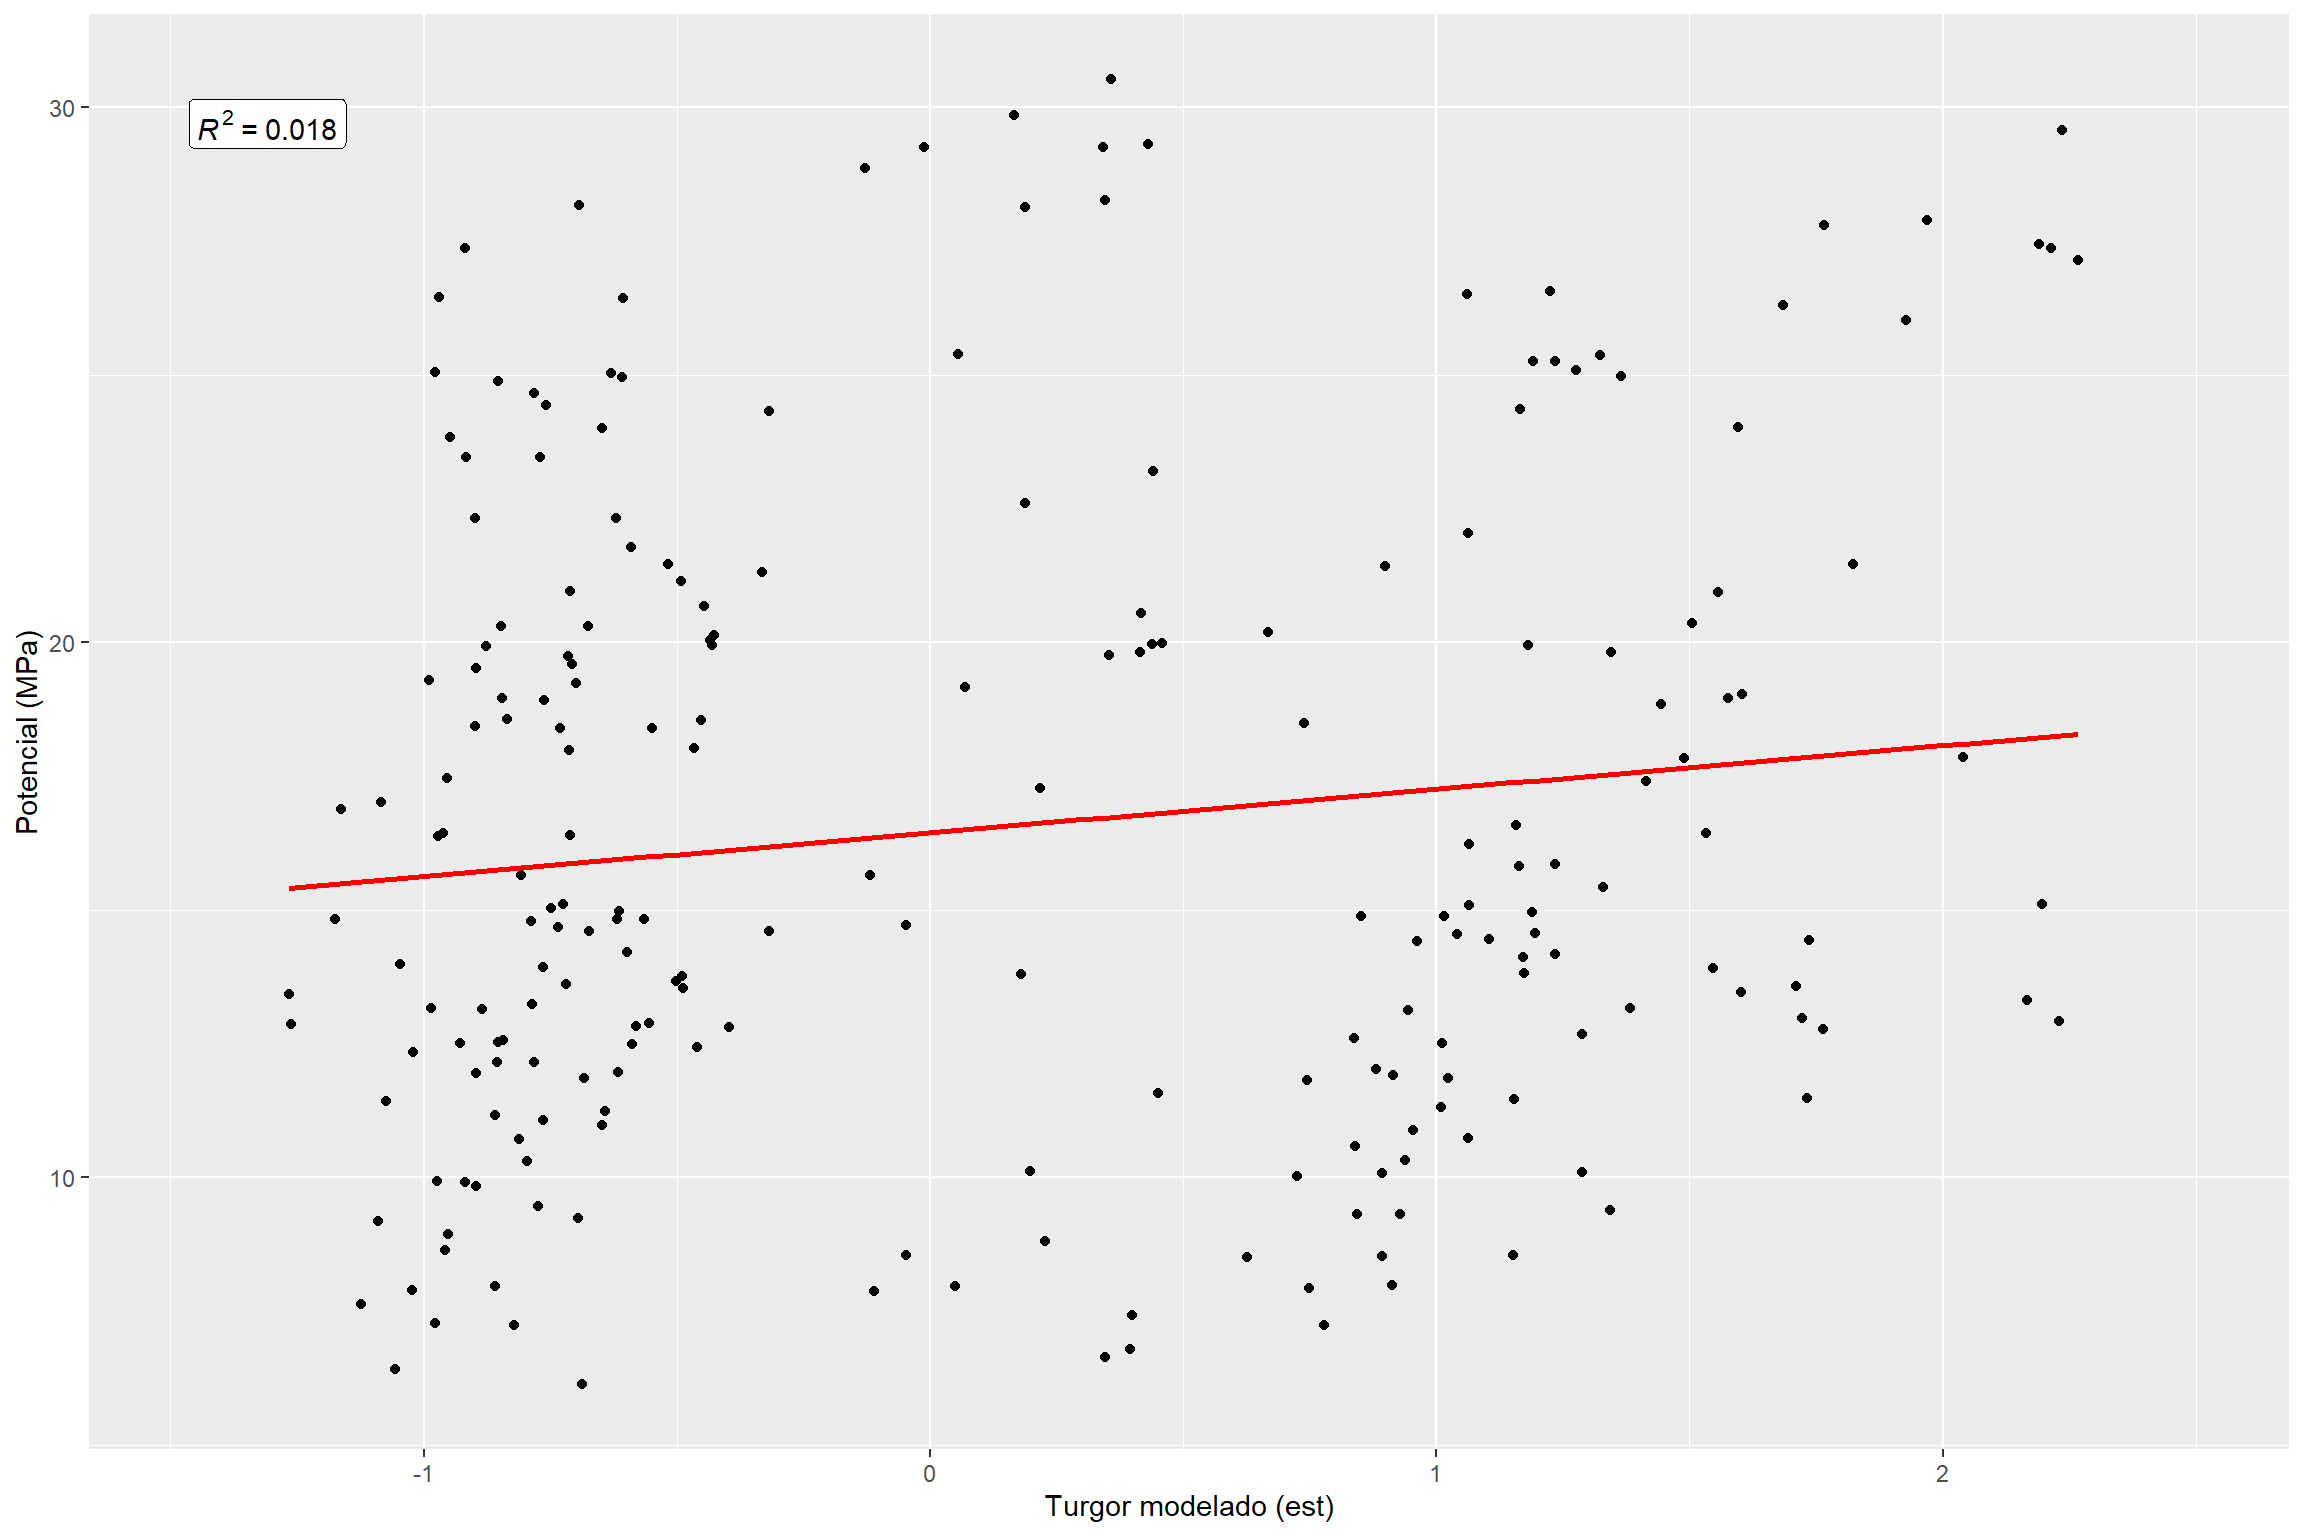 R² = 0.018
30
20
10
Potencial (MPa)
-1
0
1
2
Turgor modelado (est)